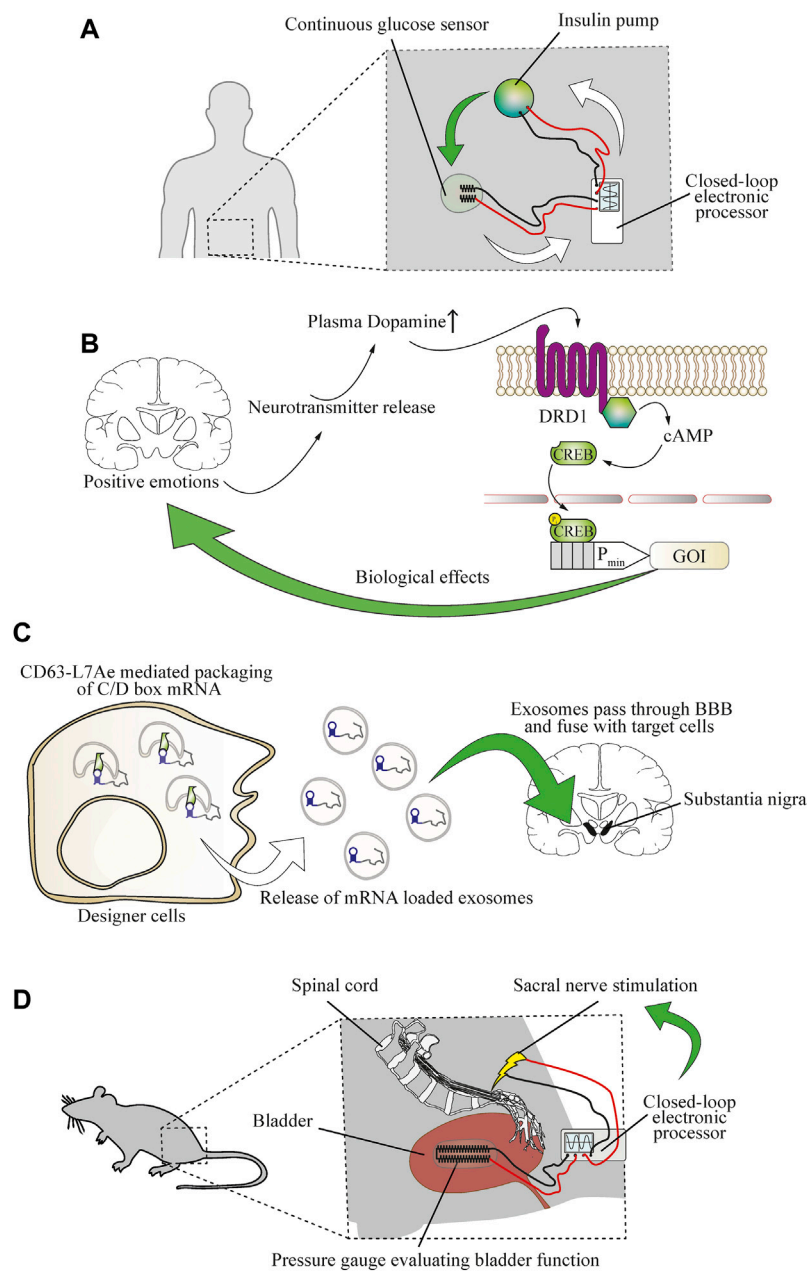 A
Continuous glucose sensor
Insulin pump
Closed-loop
electronic
processor
B
Plasma Dopamine↑
Neurotransmitter release
Positive emotions
DRD1
cAMP
CREB
P
CREB
Pmin
GOI
Biological effects
C
CD63-L7Ae mediated packaging
of C/D box mRNA
Exosomes pass through BBB
and fuse with target cells
Substantia nigra
Release of mRNA loaded exosomes
Designer cells
D
Spinal cord
Sacral nerve stimulation
Bladder
Closed-loop
electronic
processor
Pressure gauge evaluating bladder function